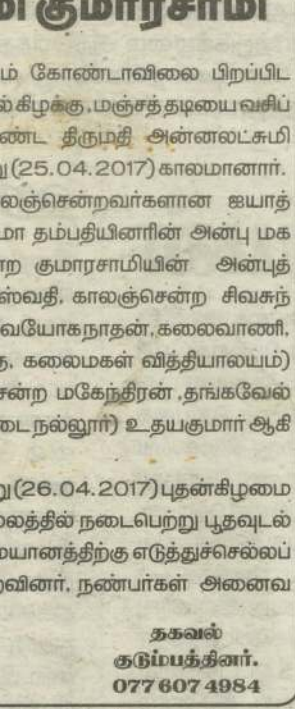 மி குமாரசாமி
ம் கோண்டாவிலை பிறப்பிட
ல் கிழக்கு, மஞ்சத்தடியை வசிப்
ண்ட திருமதி அன்னலட்சுமி
று (25.04.2017) காலமானார்.
லஞ்சென்றவர்களான ஐயாத்
மா தம்பதியினரின் அன்பு மக
ற குமாரசாமியின் அன்புத்
ஸ்வதி, காலஞ்சென்ற சிவசுந்
வயோகநாதன், கலைவாணி,
த, கலைமகள் வித்தியாலயம்)
சன்ற மகேந்திரன் ,தங்கவேல்
டை நல்லூர்) உதயகுமார் ஆகி
று (26.04.2017) புதன்கிழமை
லத்தில் நடைபெற்று பூதவுடல்
மயானத்திற்கு எடுத்துச்செல்லப்
றவினர், நண்பர்கள் அனைவ
தகவல்
குடும்பத்தினர்.
077 607 4984